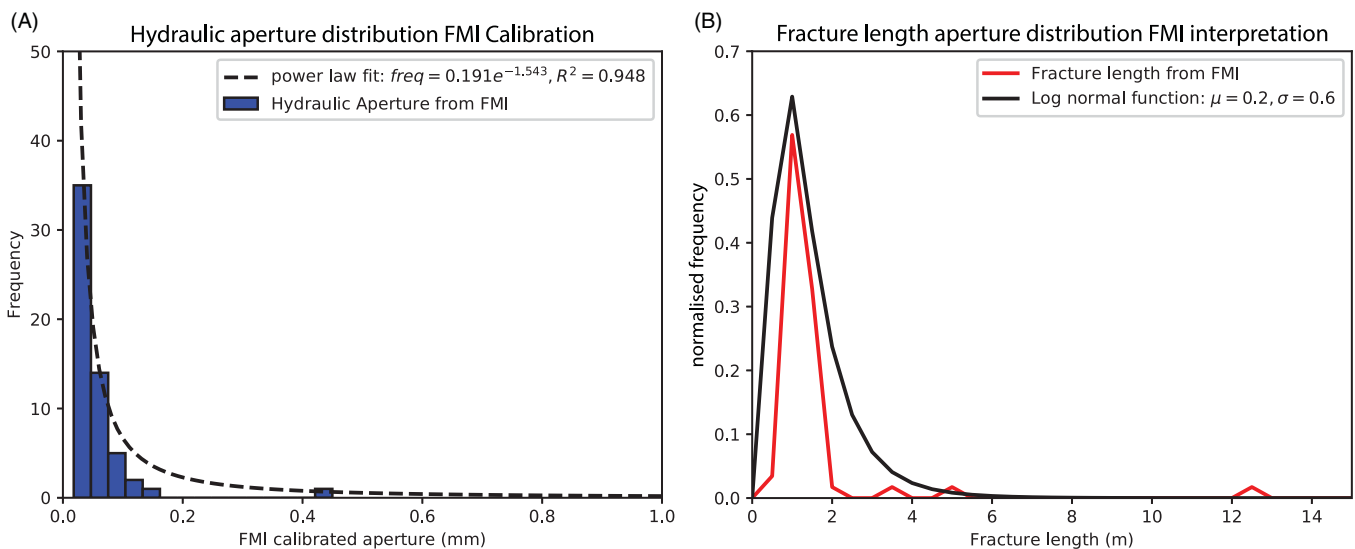 (A)
Hydraulic aperture distribution FMI Calibration
50
40
30
20
10
0
Frequency
power law fit: freq = 0.191e^{-1.543}, R^2 = 0.948
Hydraulic Aperture from FMI
0.0 0.2 0.4 0.6 0.8 1.0
FMI calibrated aperture (mm)
(B)
Fracture length aperture distribution FMI interpretation
0.7
0.6
0.5
0.4
0.3
0.2
0.1
0.0
normalised frequency
Fracture length from FMI
Log normal function: μ = 0.2, σ = 0.6
0 2 4 6 8 10 12 14
Fracture length (m)